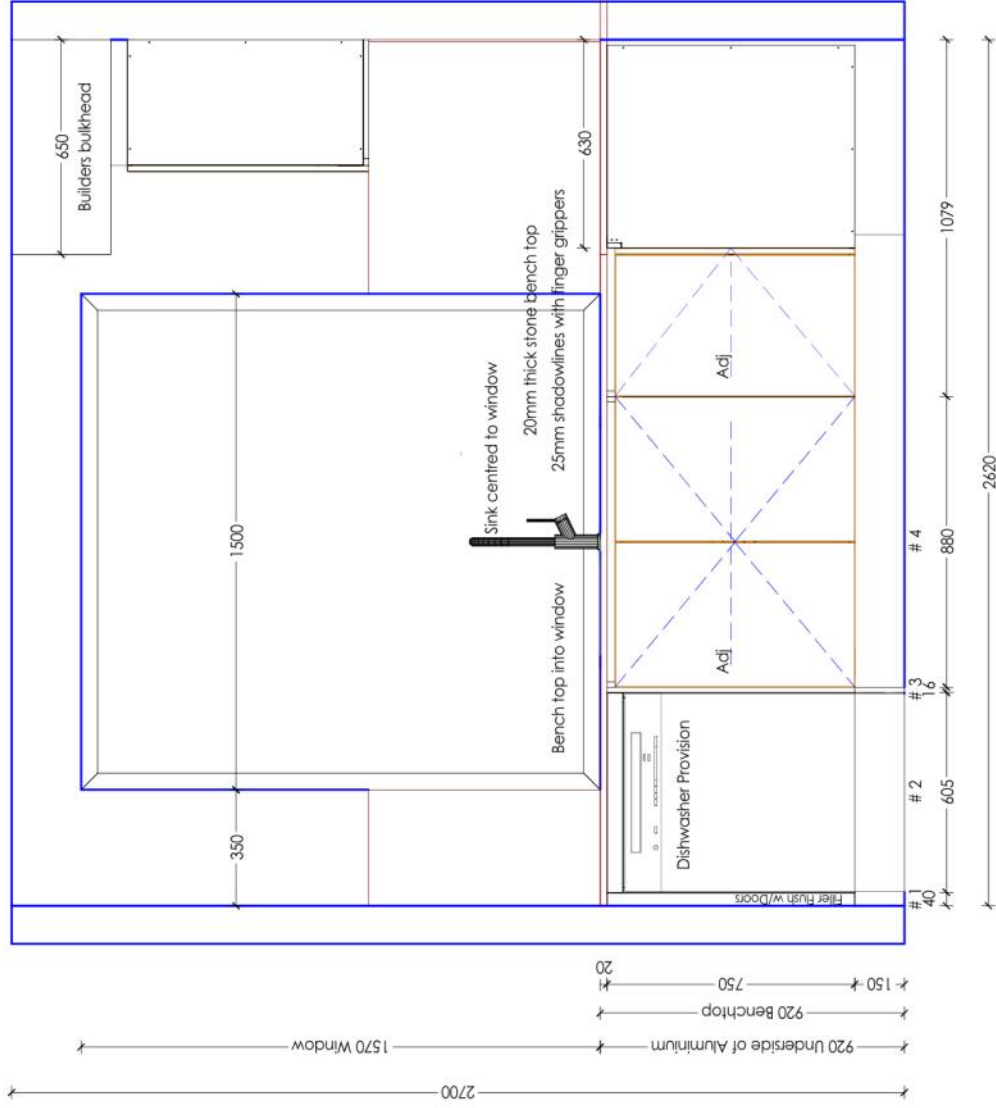 650
Builders bulkhead
630
1500
350
Sink centred to window
20mm thick stone bench top
25mm shadowlines with finger grippers
Bench top into window
Adj
Adj
Dishwasher Provision
Filler Flush w/Doors
# 1
# 2
# 3
# 4
40
605
16
880
1079
2620
20
750
150
920 Benchtop
1570 Window
920 Underside of Aluminium
2700